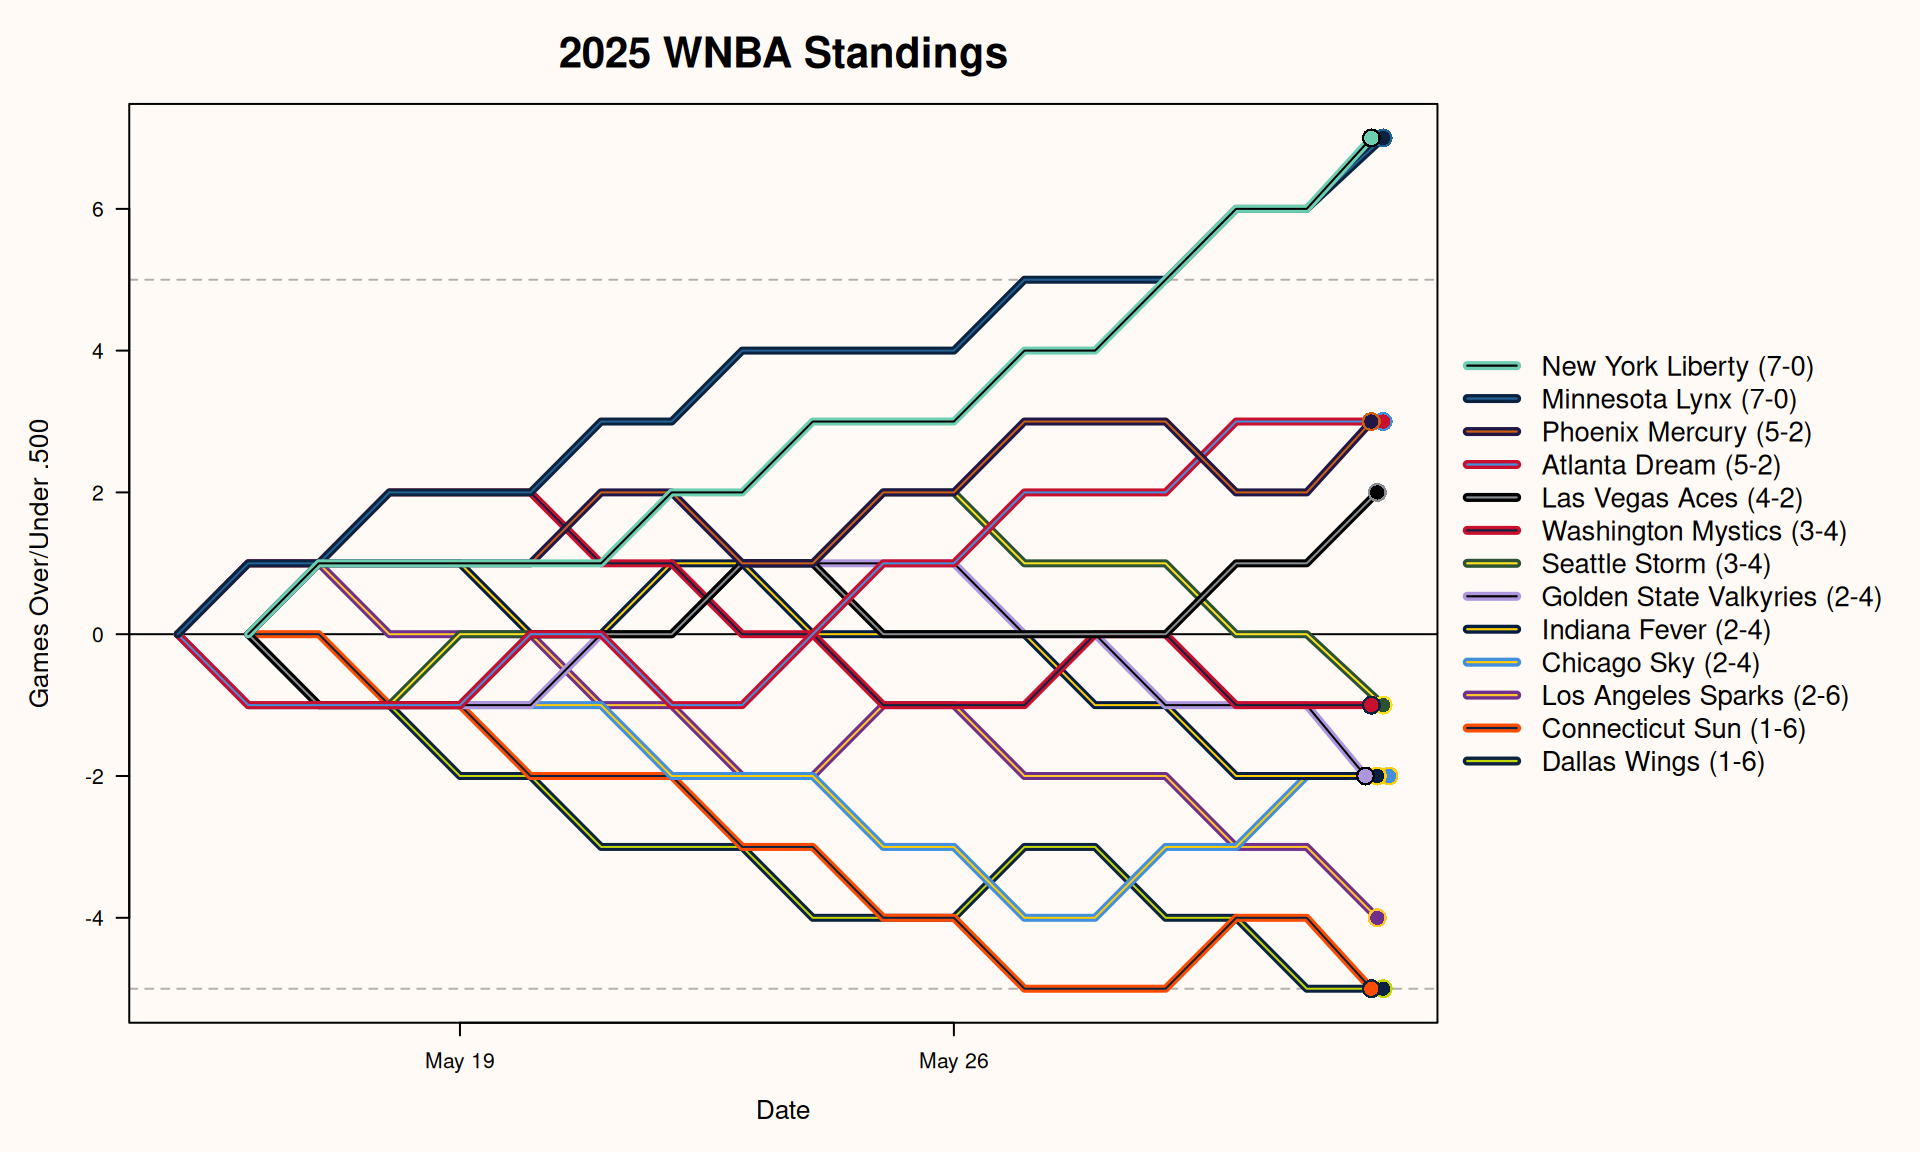 2025 WNBA Standings
Games Over/Under .500
6
4
2
0
-2
-4
May 19
May 26
Date
New York Liberty (7-0)
Minnesota Lynx (7-0)
Phoenix Mercury (5-2)
Atlanta Dream (5-2)
Las Vegas Aces (4-2)
Washington Mystics (3-4)
Seattle Storm (3-4)
Golden State Valkyries (2-4)
Indiana Fever (2-4)
Chicago Sky (2-4)
Los Angeles Sparks (2-6)
Connecticut Sun (1-6)
Dallas Wings (1-6)